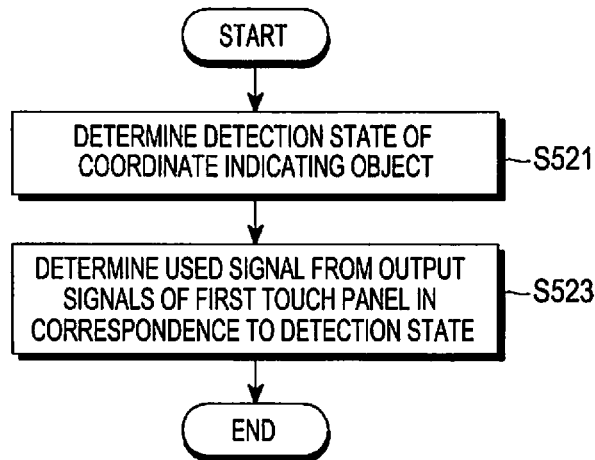 START
DETERMINE DETECTION STATE OF
COORDINATE INDICATING OBJECT
S521
DETERMINE USED SIGNAL FROM OUTPUT
SIGNALS OF FIRST TOUCH PANEL IN
CORRESPONDENCE TO DETECTION STATE
S523
END